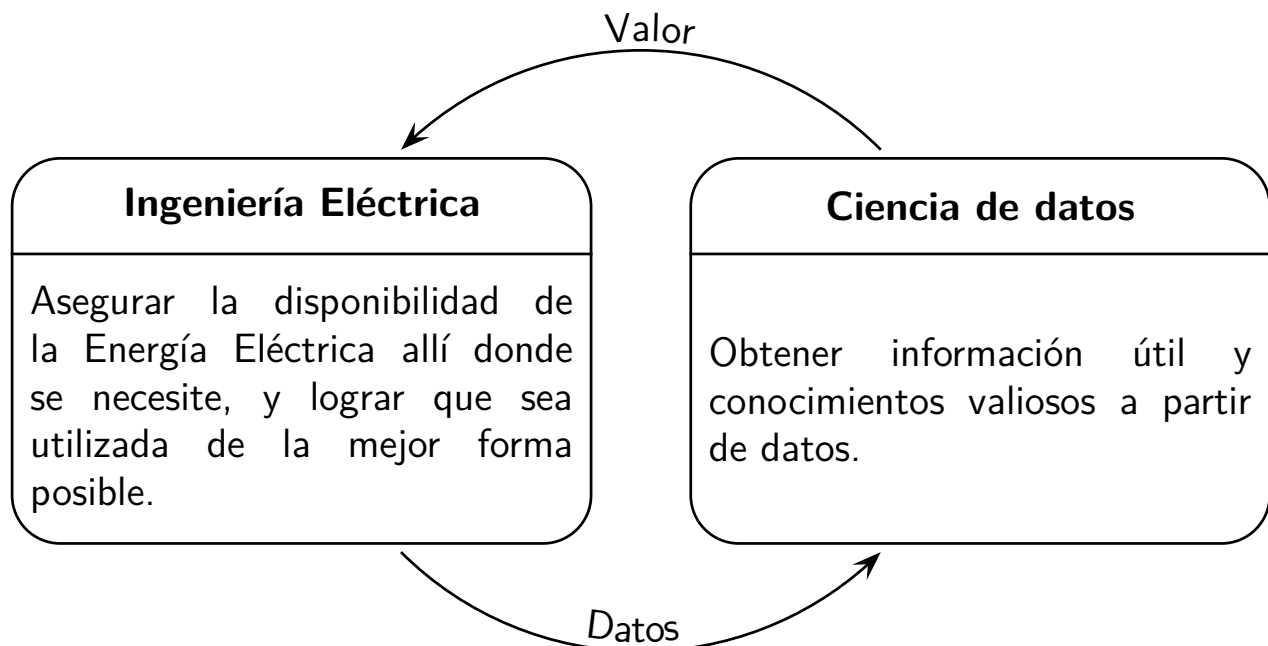 Valor
Ingeniería Eléctrica
Asegurar la disponibilidad de
la Energía Eléctrica allí donde
se necesite, y lograr que sea
utilizada de la mejor forma
posible.
Ciencia de datos
Obtener información útil y
conocimientos valiosos a partir
de datos.
Datos